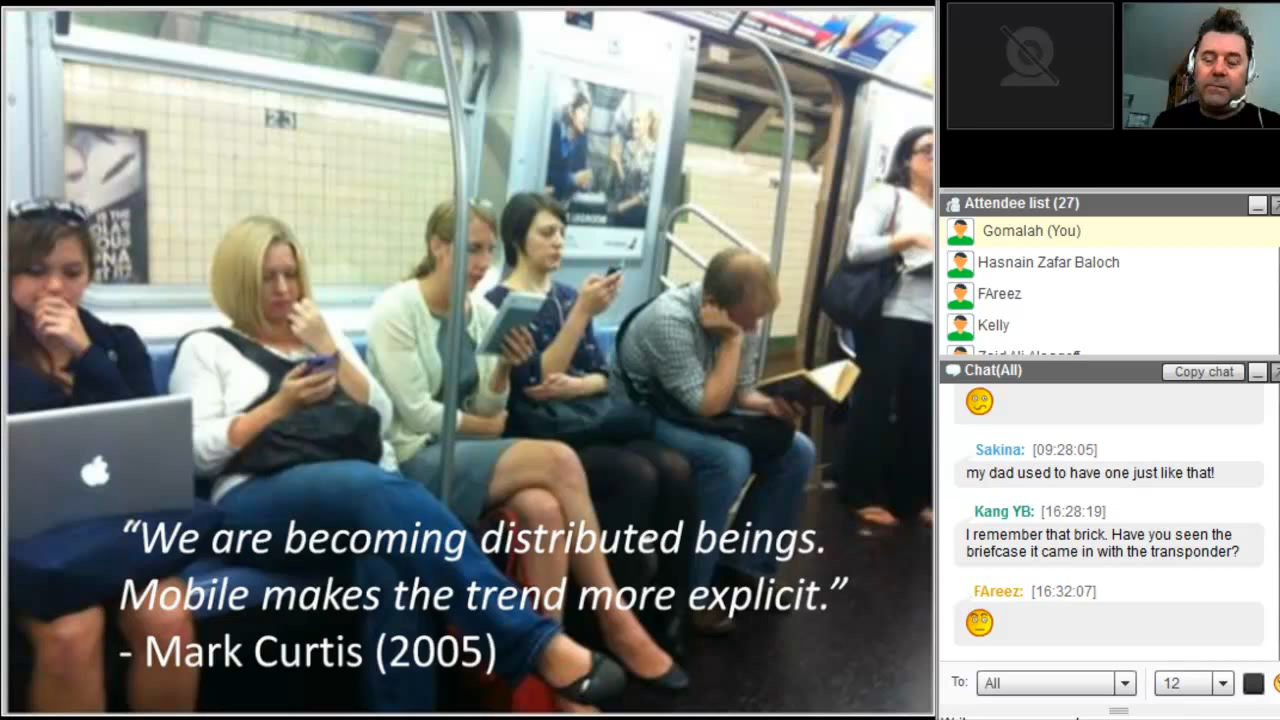 23
“We are becoming distributed beings.
Mobile makes the trend more explicit.”
- Mark Curtis (2005)
Attendee list (27)
Gomalah (You)
Hasnain Zafar Baloch
FAreez
Kelly
Chat(All)
Copy chat
Sakina: [09:28:05]
my dad used to have one just like that!
Kang YB: [16:28:19]
I remember that brick. Have you seen the
briefcase it came in with the transponder?
FAreez: [16:32:07]
To: All 12